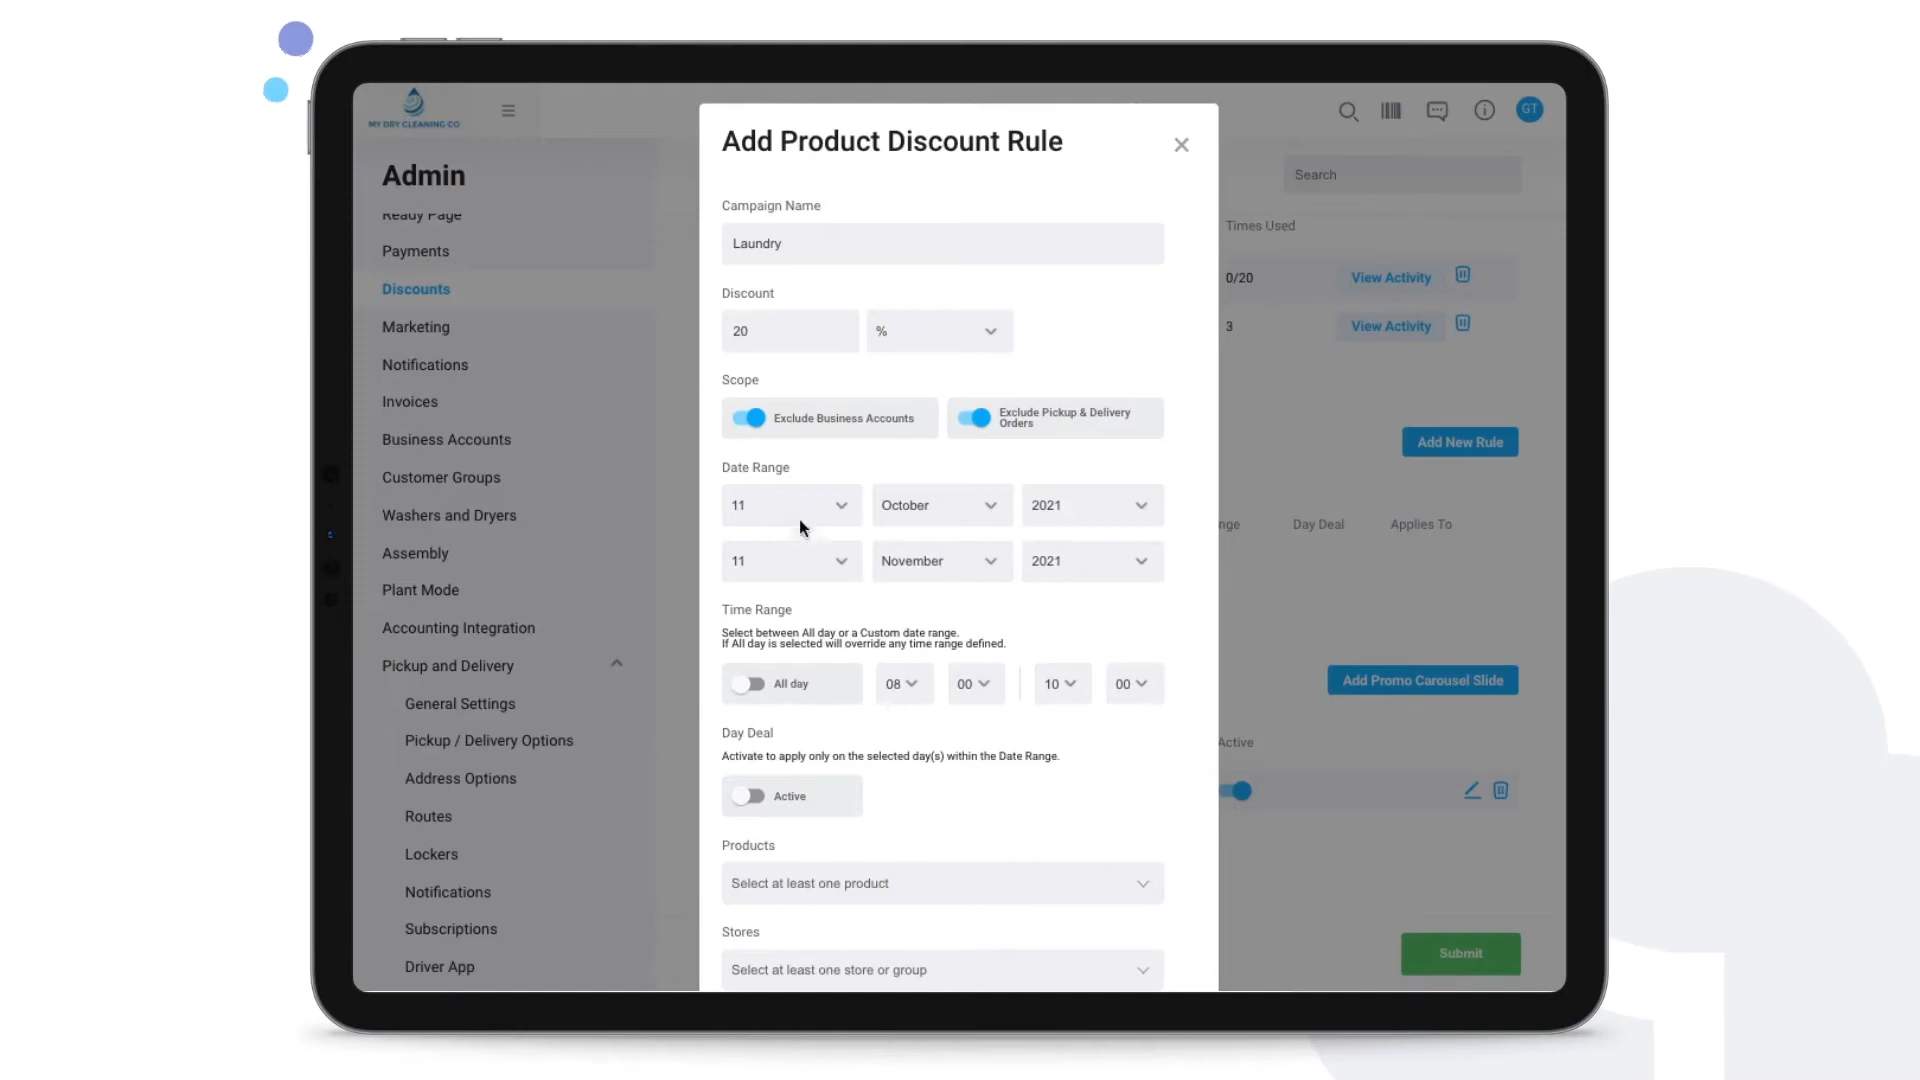 MY DRY CLEANING CO
GT
Admin
Search
Ready Page
Payments
Discounts
Marketing
Notifications
Invoices
Business Accounts
Customer Groups
Washers and Dryers
Assembly
Plant Mode
Accounting Integration
Pickup and Delivery
General Settings
Pickup / Delivery Options
Address Options
Routes
Lockers
Notifications
Subscriptions
Driver App
Add Product Discount Rule
Campaign Name
Laundry
Discount
20 %
Scope
Exclude Business Accounts
Exclude Pickup & Delivery
Orders
Date Range
11 October 2021
11 November 2021
Time Range
Select between All day or a Custom date range.
If All day is selected will override any time range defined.
All day 08 00 10 00
Day Deal
Activate to apply only on the selected day(s) within the Date Range.
Active
Products
Select at least one product
Stores
Select at least one store or group
Times Used
0/20 View Activity
3 View Activity
Add New Rule
nge Day Deal Applies To
Add Promo Carousel Slide
Active
Submit